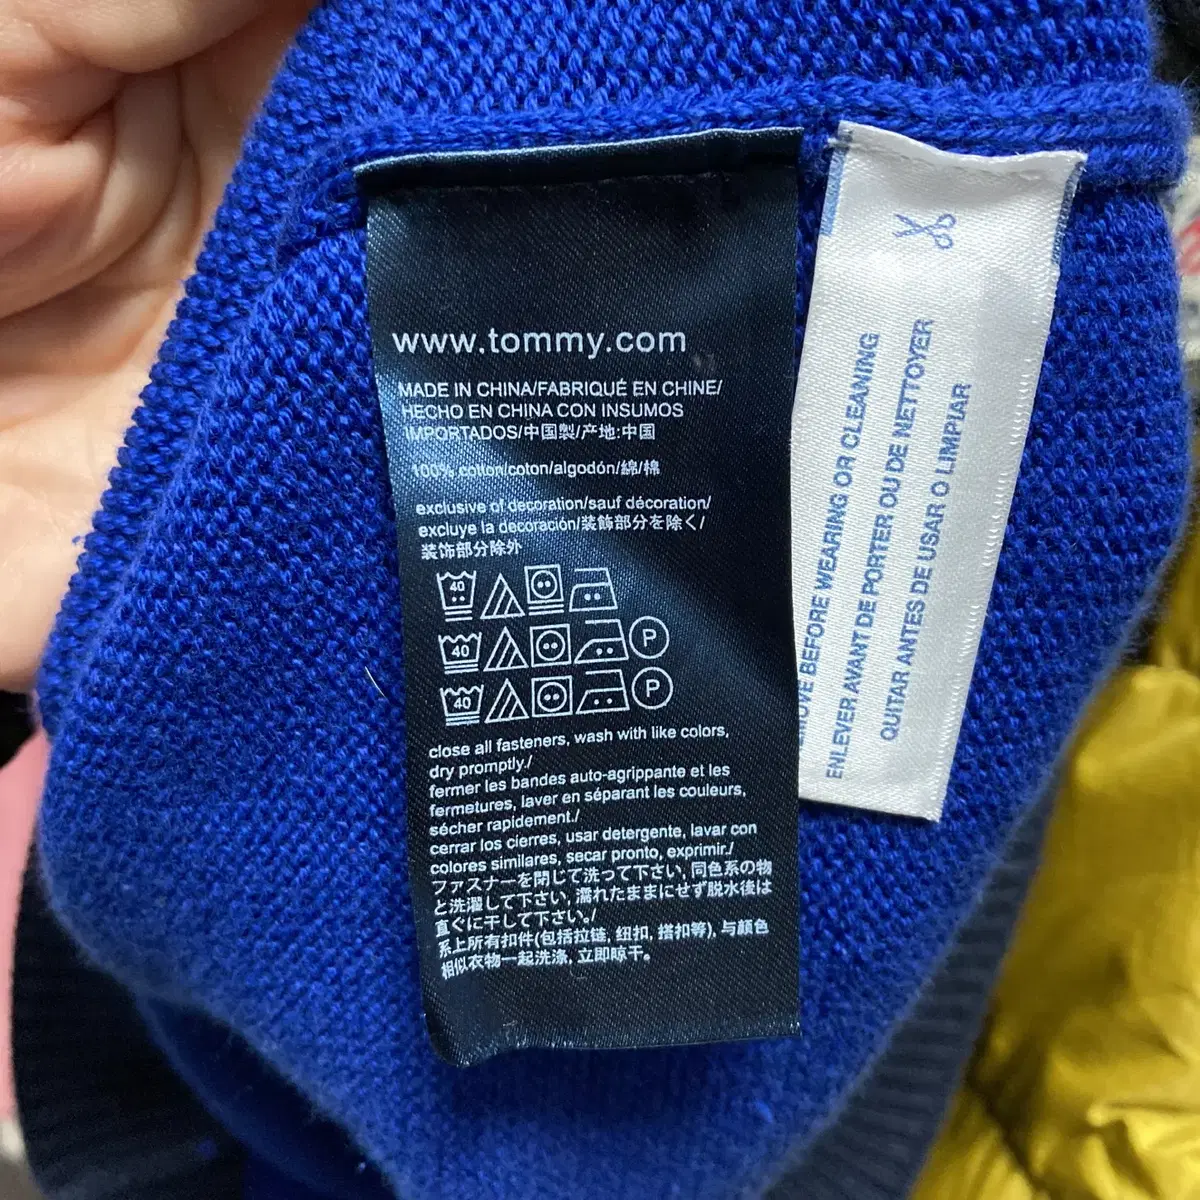 www.tommy.com
MADE IN CHINA/FABRIQUÉ EN CHINE/
HECHO EN CHINA CON INSUMOS
IMPORTADOS/中国製/产地:中国
100% cotton/coton/algodón/綿/棉
exclusive of decoration/sauf décoration/
excluye la decoración/装飾部分を除く/
装饰部分除外
40
40 P
40 P
close all fasteners, wash with like colors,
dry promptly./
fermer les bandes auto-agrippante et les
fermetures, laver en séparant les couleurs,
sécher rapidement./
cerrar los cierres, usar detergente, lavar con
colores similares, secar pronto, exprimir./
ファスナーを閉じて洗って下さい, 同色系の物
と洗濯して下さい, 濡れたままにせず脱水後は
直ぐに干して下さい。/
系上所有扣件(包括拉链, 纽扣, 搭扣等), 与颜色
相似衣物一起洗涤, 立即晾干。
BEFORE WEARING OR CLEANING
ENLEVER AVANT DE PORTER OU DE NETTOYER
QUITAR ANTES DE USAR O LIMPIAR